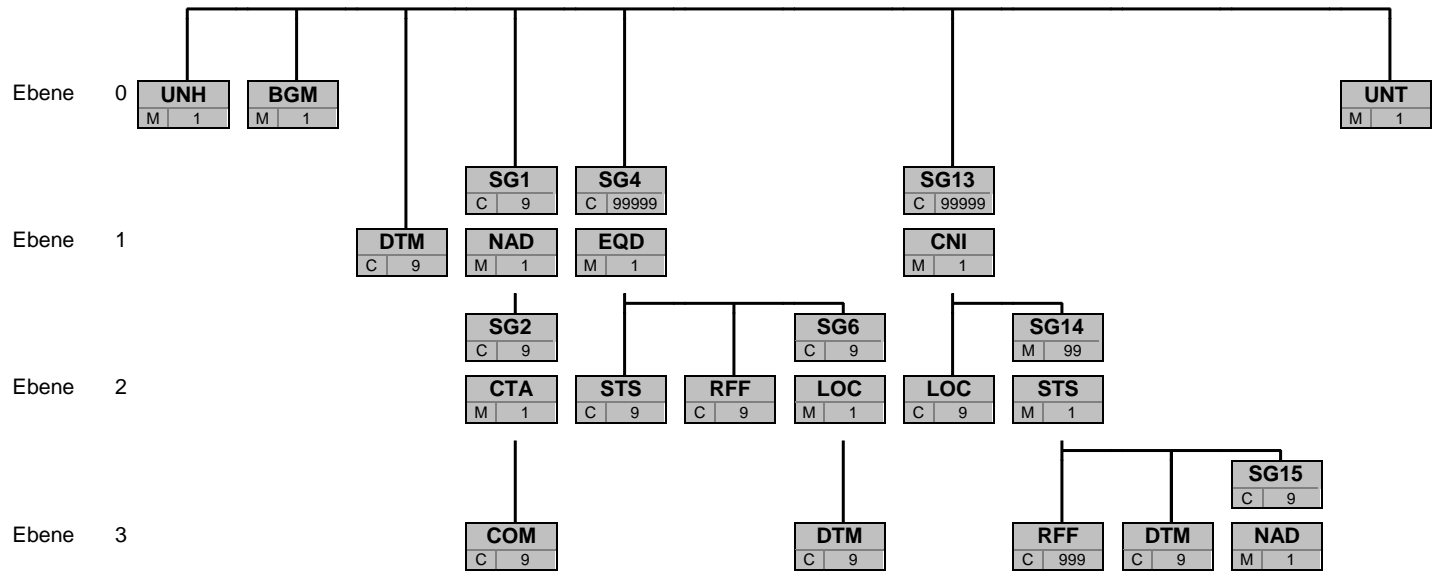 Ebene 0 UNH BGM UNT
M 1 M 1 M 1
SG1 SG4 SG13
C 9 C 99999 C 99999
Ebene 1 DTM NAD EQD CNI
C 9 M 1 M 1 M 1
SG2 SG6 SG14
C 9 C 9 M 99
Ebene 2 CTA STS RFF LOC LOC STS
M 1 C 9 C 9 M 1 C 9 M 1
SG15
C 9
Ebene 3 COM DTM RFF DTM NAD
C 9 C 9 C 999 C 9 M 1